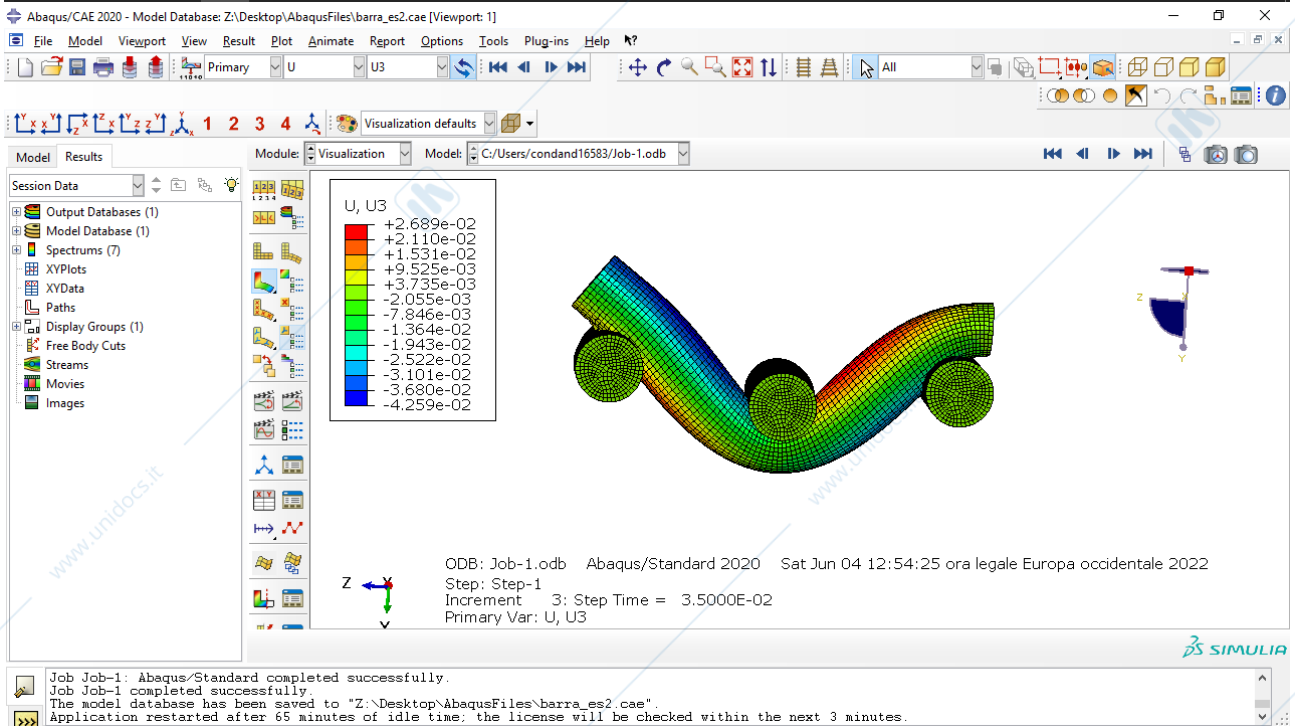 Abaqus/CAE 2020 - Model Database: Z:\Desktop\AbaqusFiles\barra_es2.cae [Viewport: 1]
File Model Viewport View Result Plot Animate Report Options Tools Plug-ins Help
Primary U U3 All
1 2 3 4 Visualization defaults
Model Results Module: Visualization Model: C:/Users/condand16583/Job-1.odb
Session Data
Output Databases (1)
Model Database (1)
Spectrums (7)
XYPlots
XYData
Paths
Display Groups (1)
Free Body Cuts
Streams
Movies
Images
U, U3
+2.689e-02
+2.110e-02
+1.531e-02
+9.525e-03
+3.735e-03
-2.055e-03
-7.846e-03
-1.364e-02
-1.943e-02
-2.522e-02
-3.101e-02
-3.680e-02
-4.259e-02
Z
Y
Z X
Y
ODB: Job-1.odb Abaqus/Standard 2020 Sat Jun 04 12:54:25 ora legale Europa occidentale 2022
Step: Step-1
Increment 3: Step Time = 3.5000E-02
Primary Var: U, U3
www.unidocs.it
www.unidocs.it
SIMULIA
Job Job-1: Abaqus/Standard completed successfully.
Job Job-1 completed successfully.
The model database has been saved to "Z:\Desktop\AbaqusFiles\barra_es2.cae".
Application restarted after 65 minutes of idle time; the license will be checked within the next 3 minutes.